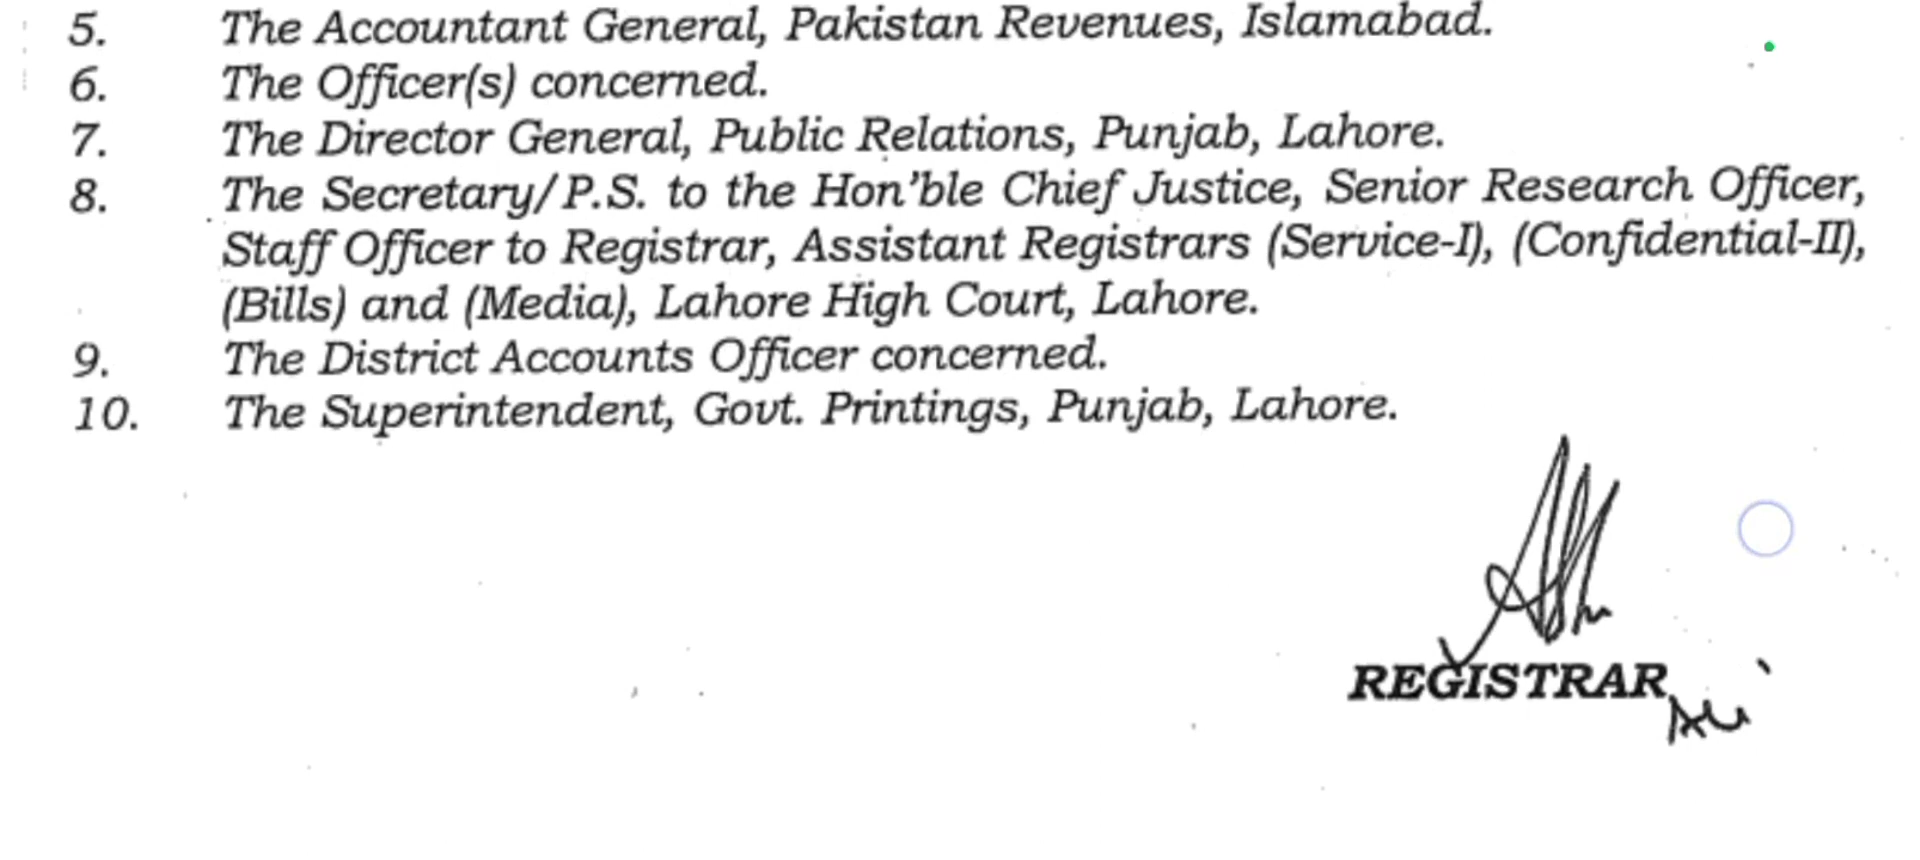 5. The Accountant General, Pakistan Revenues, Islamabad.
6. The Officer(s) concerned.
7. The Director General, Public Relations, Punjab, Lahore.
8. The Secretary/P.S. to the Hon'ble Chief Justice, Senior Research Officer,
Staff Officer to Registrar, Assistant Registrars (Service-I), (Confidential-II),
(Bills) and (Media), Lahore High Court, Lahore.
9. The District Accounts Officer concerned.
10. The Superintendent, Govt. Printings, Punjab, Lahore.
REGISTRAR